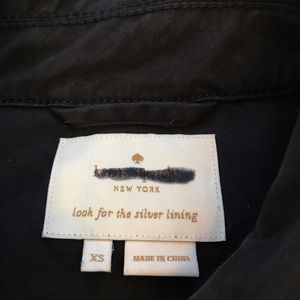 NEW YORK
look for the silver lining
XS
MADE IN CHINA